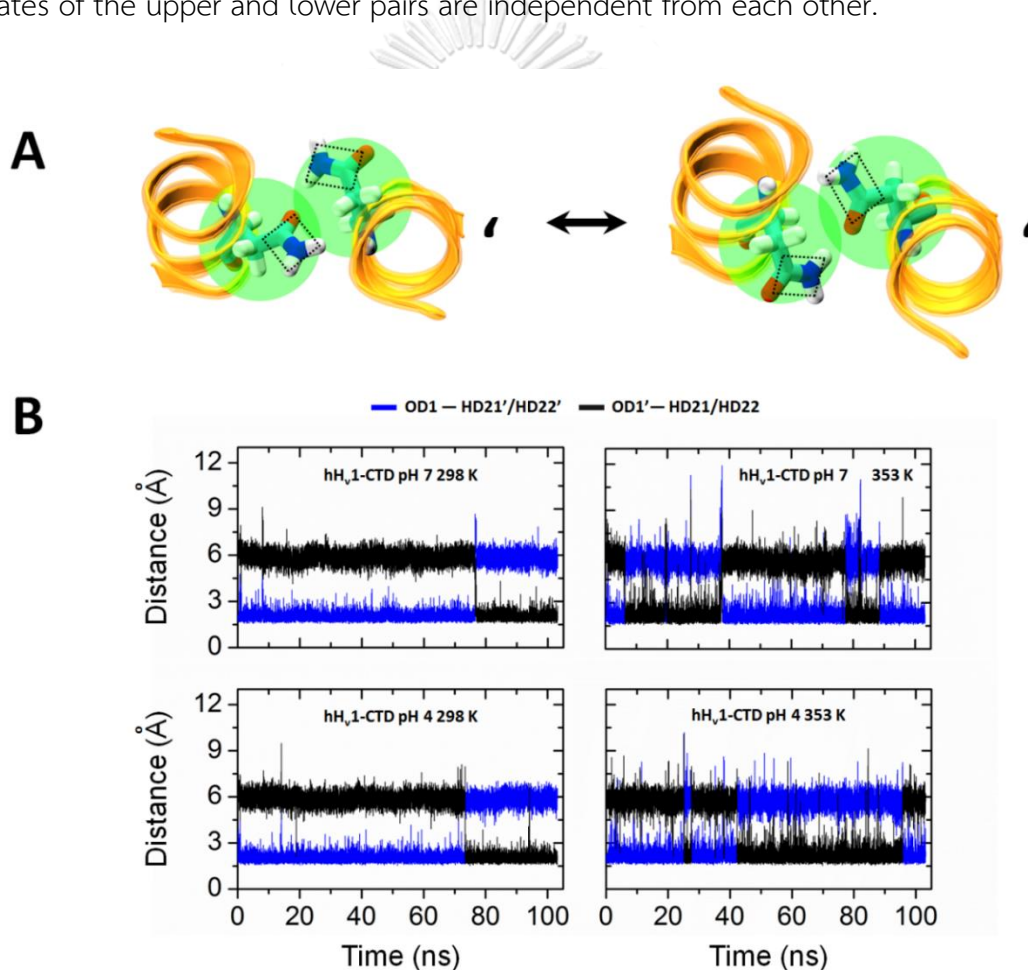 ates of the upper and lower pairs are independent from each other.
A
‘ ‘
B
OD1 — HD21’/HD22’ OD1’— HD21/HD22
hHv1-CTD pH 7 298 K
hHv1-CTD pH 7 353 K
12
9
6
3
0
Distance (Å)
hHv1-CTD pH 4 298 K
hHv1-CTD pH 4 353 K
12
9
6
3
0
Distance (Å)
0 20 40 60 80 100
0 20 40 60 80 100
Time (ns)
Time (ns)